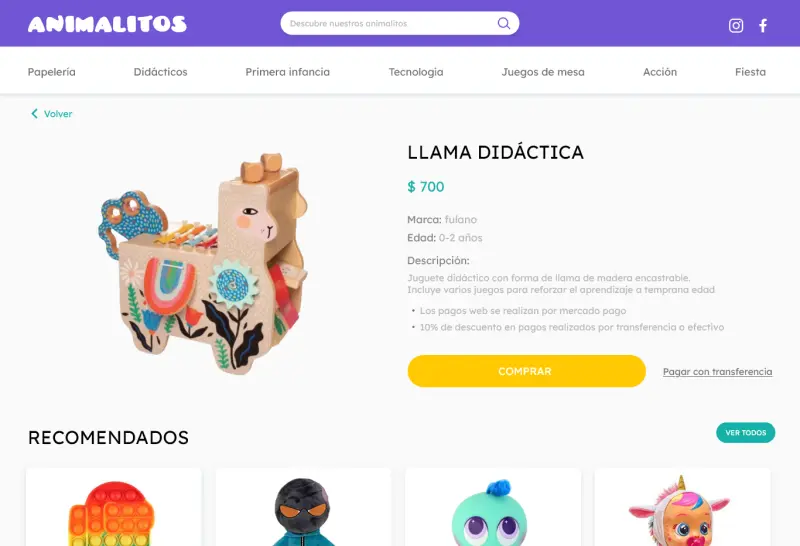 ANIMALITOS
Descubre nuestros animalitos
Papelería
Didácticos
Primera infancia
Tecnología
Juegos de mesa
Acción
Fiesta
Volver
LLAMA DIDÁCTICA
$ 700
Marca: fulano
Edad: 0-2 años
Descripción:
Juguete didáctico con forma de llama de madera encastrable.
Incluye varios juegos para reforzar el aprendizaje a temprana edad
• Los pagos web se realizan por mercado pago
• 10% de descuento en pagos realizados por transferencia o efectivo
COMPRAR
Pagar con transferencia
RECOMENDADOS
VER TODOS